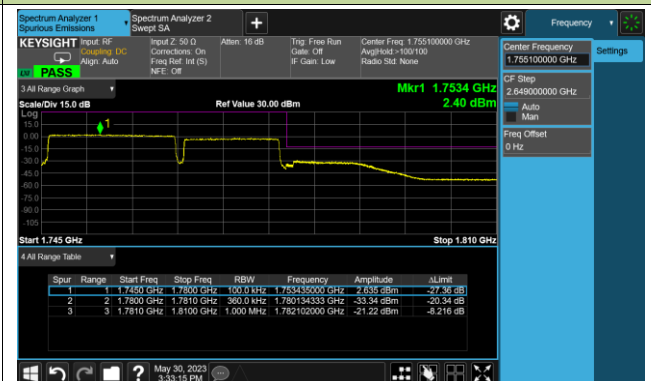 Spectrum Analyzer 1
Spurious Emissions
Spectrum Analyzer 2
Swept SA
+
Frequency
KEYSIGHT
Input: RF
Coupling: DC
Align: Auto
Input Z: 50 Ω
Corrections: On
Freq Ref: Int (S)
NFE: Off
Atten: 16 dB
Trig: Free Run
Gate: Off
IF Gain: Low
Center Freq: 1.755100000 GHz
Avg|Hold:>100/100
Radio Std: None
PASS
Center Frequency
1.755100000 GHz
Settings
CF Step
2.649000000 GHz
Auto
Man
Freq Offset
0 Hz
3 All Range Graph
Mkr1 1.7534 GHz
2.40 dBm
Scale/Div 15.0 dB
Ref Value 30.00 dBm
Log
1
15.0
0.00
-15.0
-30.0
-45.0
-60.0
-75.0
-90.0
-105
Start 1.745 GHz
Stop 1.810 GHz
4 All Range Table
Spur Range Start Freq Stop Freq RBW Frequency Amplitude ΔLimit
1 1 1.7450 GHz 1.7800 GHz 100.0 kHz 1.753435000 GHz 2.635 dBm -27.36 dB
2 2 1.7800 GHz 1.7810 GHz 360.0 kHz 1.780134333 GHz -33.34 dBm -20.34 dB
3 3 1.7810 GHz 1.8100 GHz 1.000 MHz 1.782102000 GHz -21.22 dBm -8.216 dB
?
May 30, 2023
3:33:15 PM